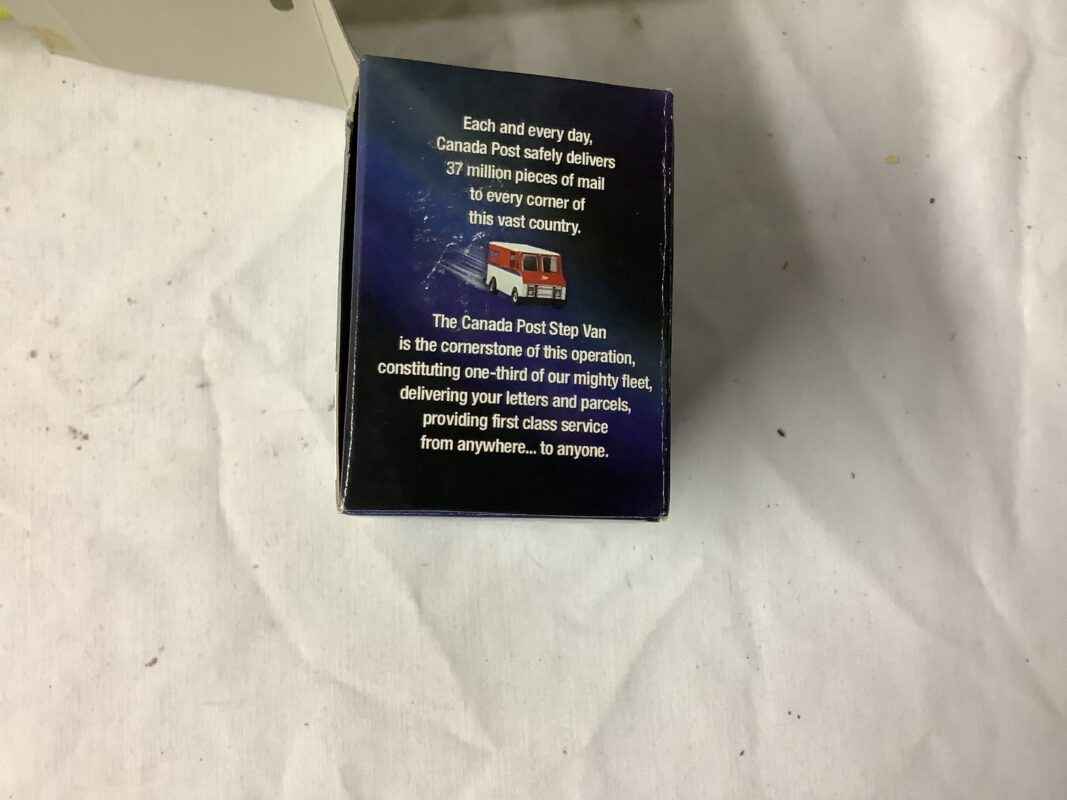 Each and every day,
Canada Post safely delivers
37 million pieces of mail
to every corner of
this vast country.
The Canada Post Step Van
is the cornerstone of this operation,
constituting one-third of our mighty fleet,
delivering your letters and parcels,
providing first class service
from anywhere... to anyone.